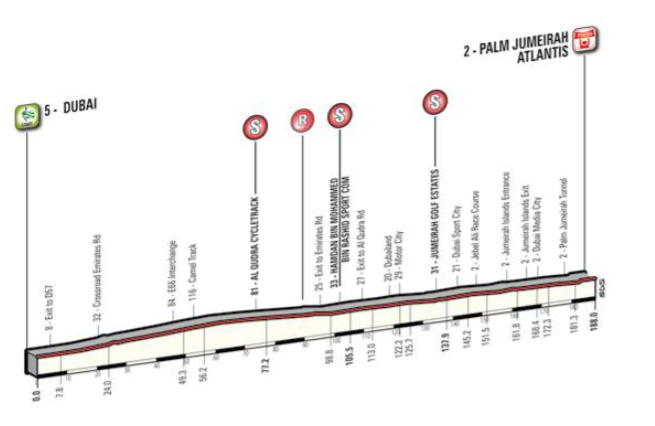 5 - DUBAI
2 - PALM JUMEIRAH
ATLANTIS
S
R
S
S
8 - Exit to D57
32 - Crossroad Emirates Rd
84 - E66 Interchange
116 - Camel Track
81 - AL QUDRA CYCLETRACK
25 - Exit to Emirates Rd
33 - HAMDAN BIN MOHAMMED
BIN RASHID SPORT COM
27 - Exit to Al Qudra Rd
20 - Dubailand
29 - Motor City
31 - JUMEIRAH GOLF ESTATES
21 - Dubai Sport City
2 - Jebel Ali Race Course
2 - Jumeirah Islands Entrance
2 - Jumeirah Islands Exit
2 - Dubai Media City
2 - Palm Jumeirah Tunnel
0.0
7.8
24.0
49.3
56.2
77.2
98.8
105.5
113.0
122.2
125.7
137.9
145.2
151.5
161.8
168.4
172.3
181.3
188.0